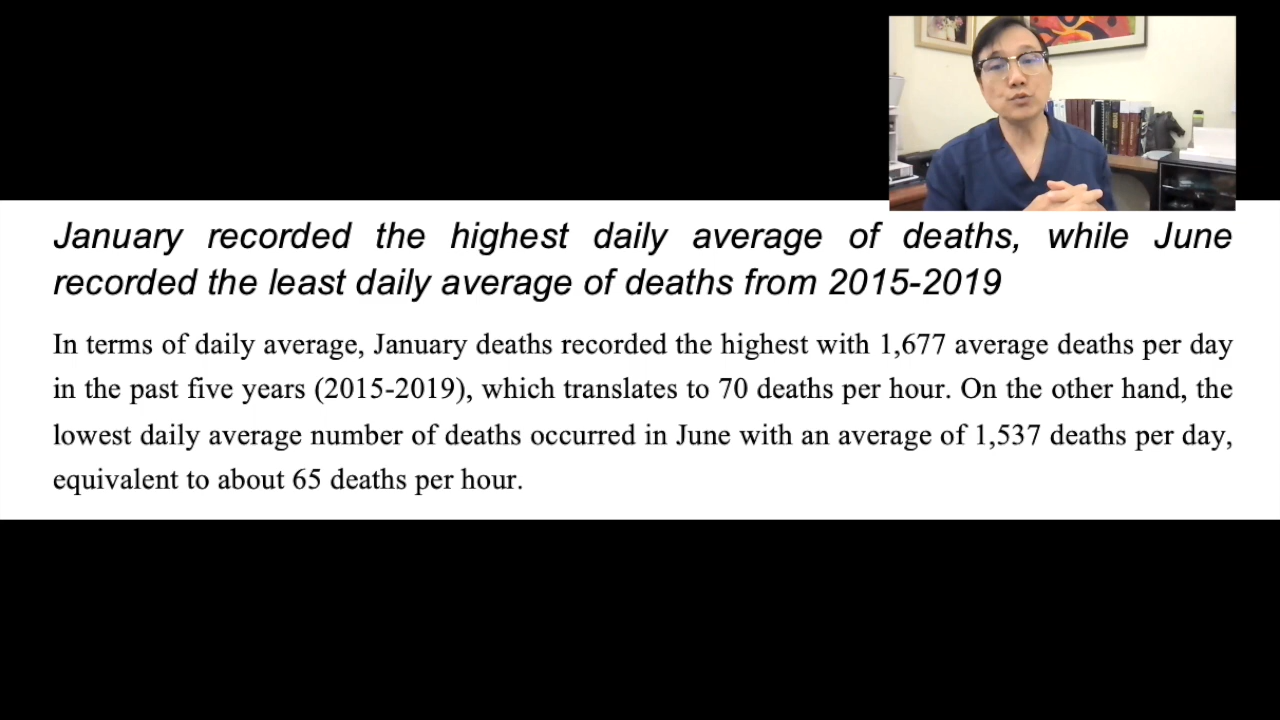 January recorded the highest daily average of deaths, while June
recorded the least daily average of deaths from 2015-2019
In terms of daily average, January deaths recorded the highest with 1,677 average deaths per day
in the past five years (2015-2019), which translates to 70 deaths per hour. On the other hand, the
lowest daily average number of deaths occurred in June with an average of 1,537 deaths per day,
equivalent to about 65 deaths per hour.